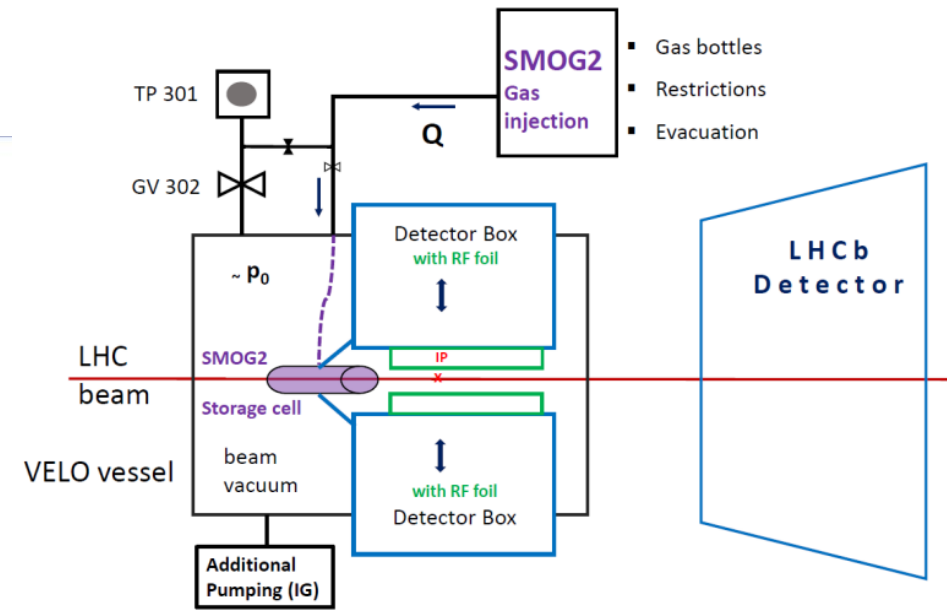 SMOG2
Gas
injection
▪ Gas bottles
▪ Restrictions
▪ Evacuation
TP 301
Q
GV 302
Detector Box
with RF foil
~ p₀
LHCb
Detector
IP
x
LHC
beam
SMOG2
Storage cell
VELO vessel
beam
vacuum
with RF foil
Detector Box
Additional
Pumping (IG)